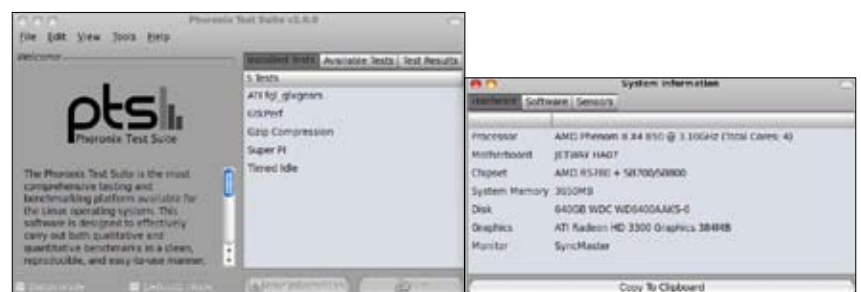 Phoronix Test Suite
File Edit View Tools Help
Welcome
pts
Phoronix Test Suite
The Phoronix Test Suite is the most
comprehensive testing and
benchmarking platform available for
the Linux operating system. This
software is designed to effectively
carry out both qualitative and
quantitative benchmarks in a clean,
reproducible, and easy-to-use manner.
Installed Tests Available Tests Test Results
5 Tests
ATI fgl_glxgears
GtkPerf
Gzip Compression
Super PI
Timed Idle
System Information
Hardware Software Sensors
Processor AMD Phenom II X4 @ 3.10GHz (Total Cores: 4)
Motherboard JETWAY HA07
Chipset AMD RS780 + SB700/SB800
System Memory
Disk 640GB WDC WD6400AAKS-0
Graphics ATI Radeon HD 3300 Graphics 384MB
Monitor SyncMaster
Copy To Clipboard